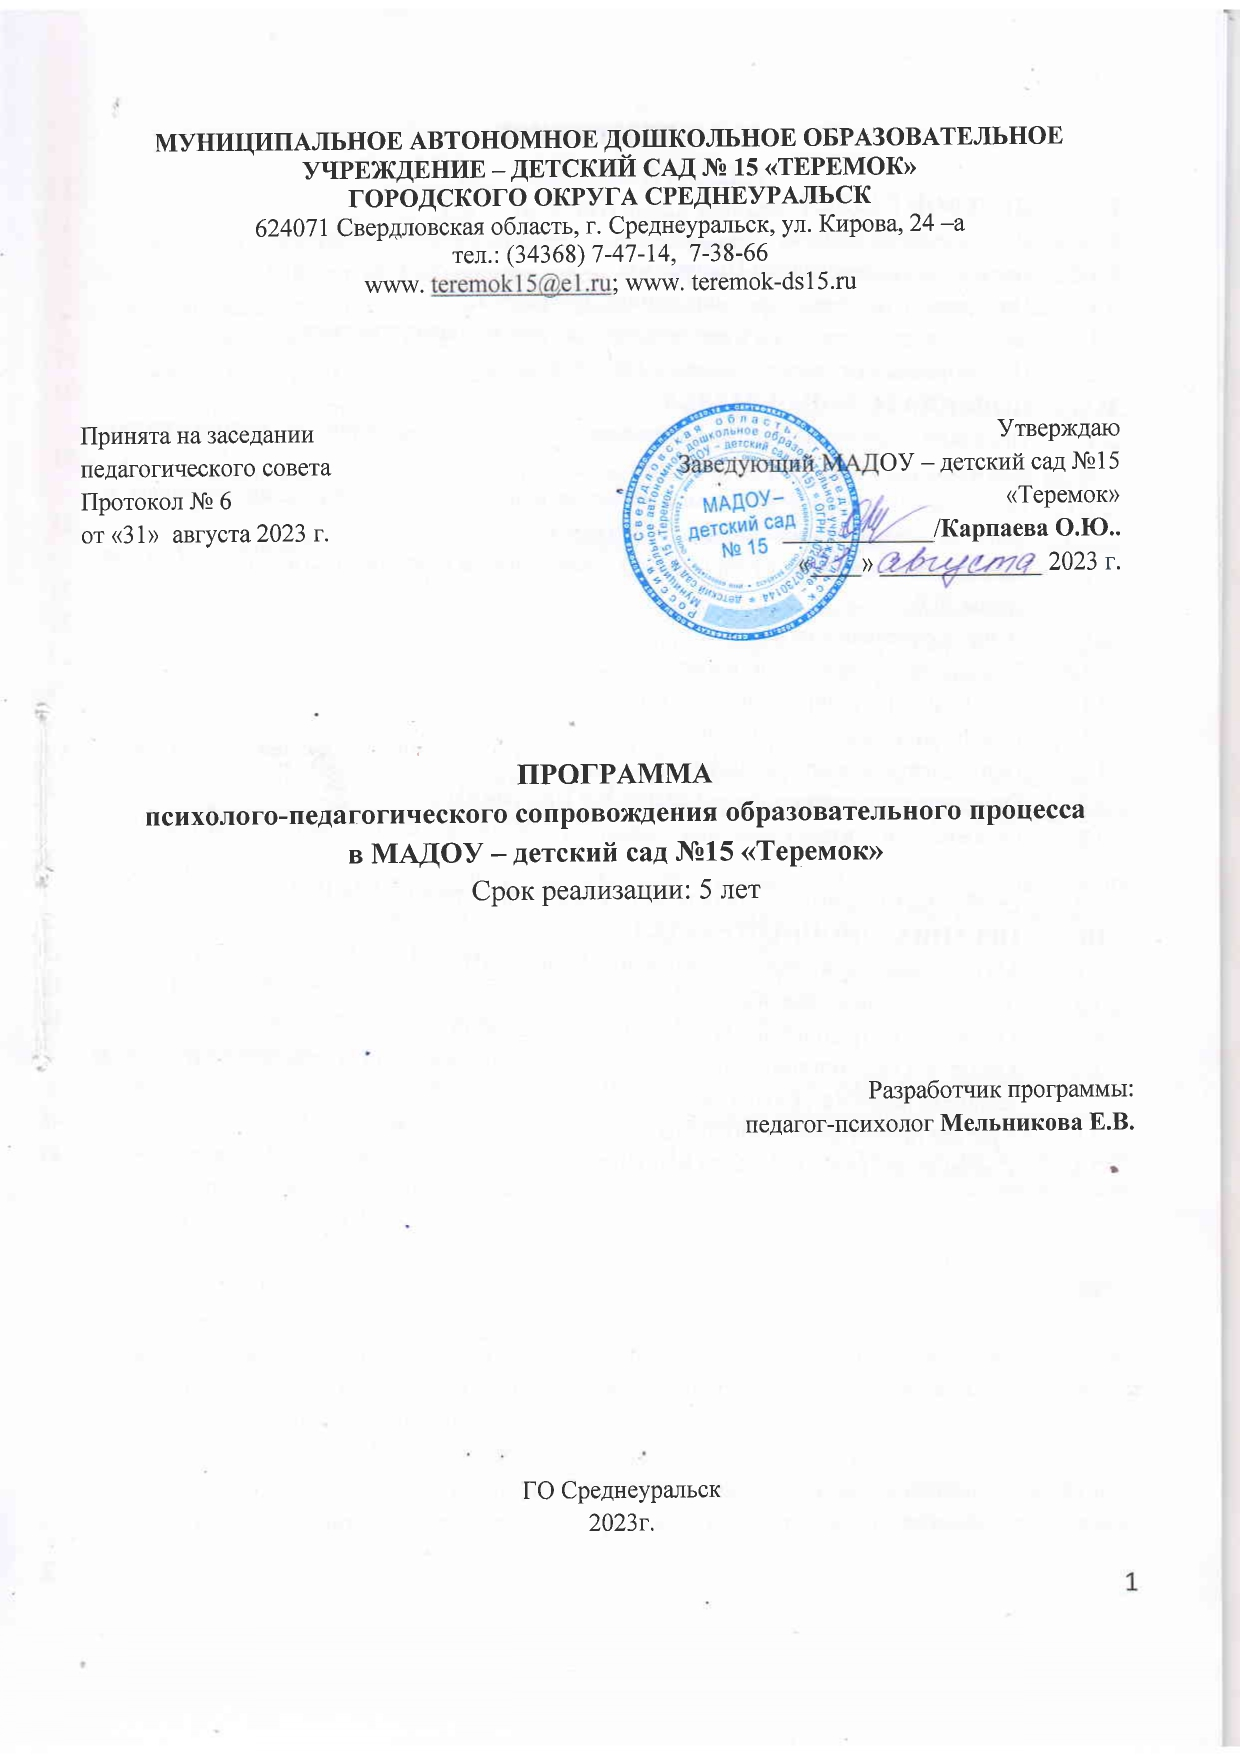 МУНИЦИПАЛЬНОЕ АВТОНОМНОЕ ДОШКОЛЬНОЕ ОБРАЗОВАТЕЛЬНОЕ
УЧРЕЖДЕНИЕ – ДЕТСКИЙ САД № 15 «ТЕРЕМОК»
ГОРОДСКОГО ОКРУГА СРЕДНЕУРАЛЬСК
624071 Свердловская область, г. Среднеуральск, ул. Кирова, 24 –а
тел.: (34368) 7-47-14, 7-38-66
www. teremok15@e1.ru; www. teremok-ds15.ru
Принята на заседании
педагогического совета
Протокол № 6
от «31» августа 2023 г.
Утверждаю
Заведующий МАДОУ – детский сад №15
«Теремок»
/Карпаева О.Ю..
« » августа 2023 г.
МАДОУ–
детский сад
№ 15
ПРОГРАММА
психолого-педагогического сопровождения образовательного процесса
в МАДОУ – детский сад №15 «Теремок»
Срок реализации: 5 лет
Разработчик программы:
педагог-психолог Мельникова Е.В.
ГО Среднеуральск
2023г.
1